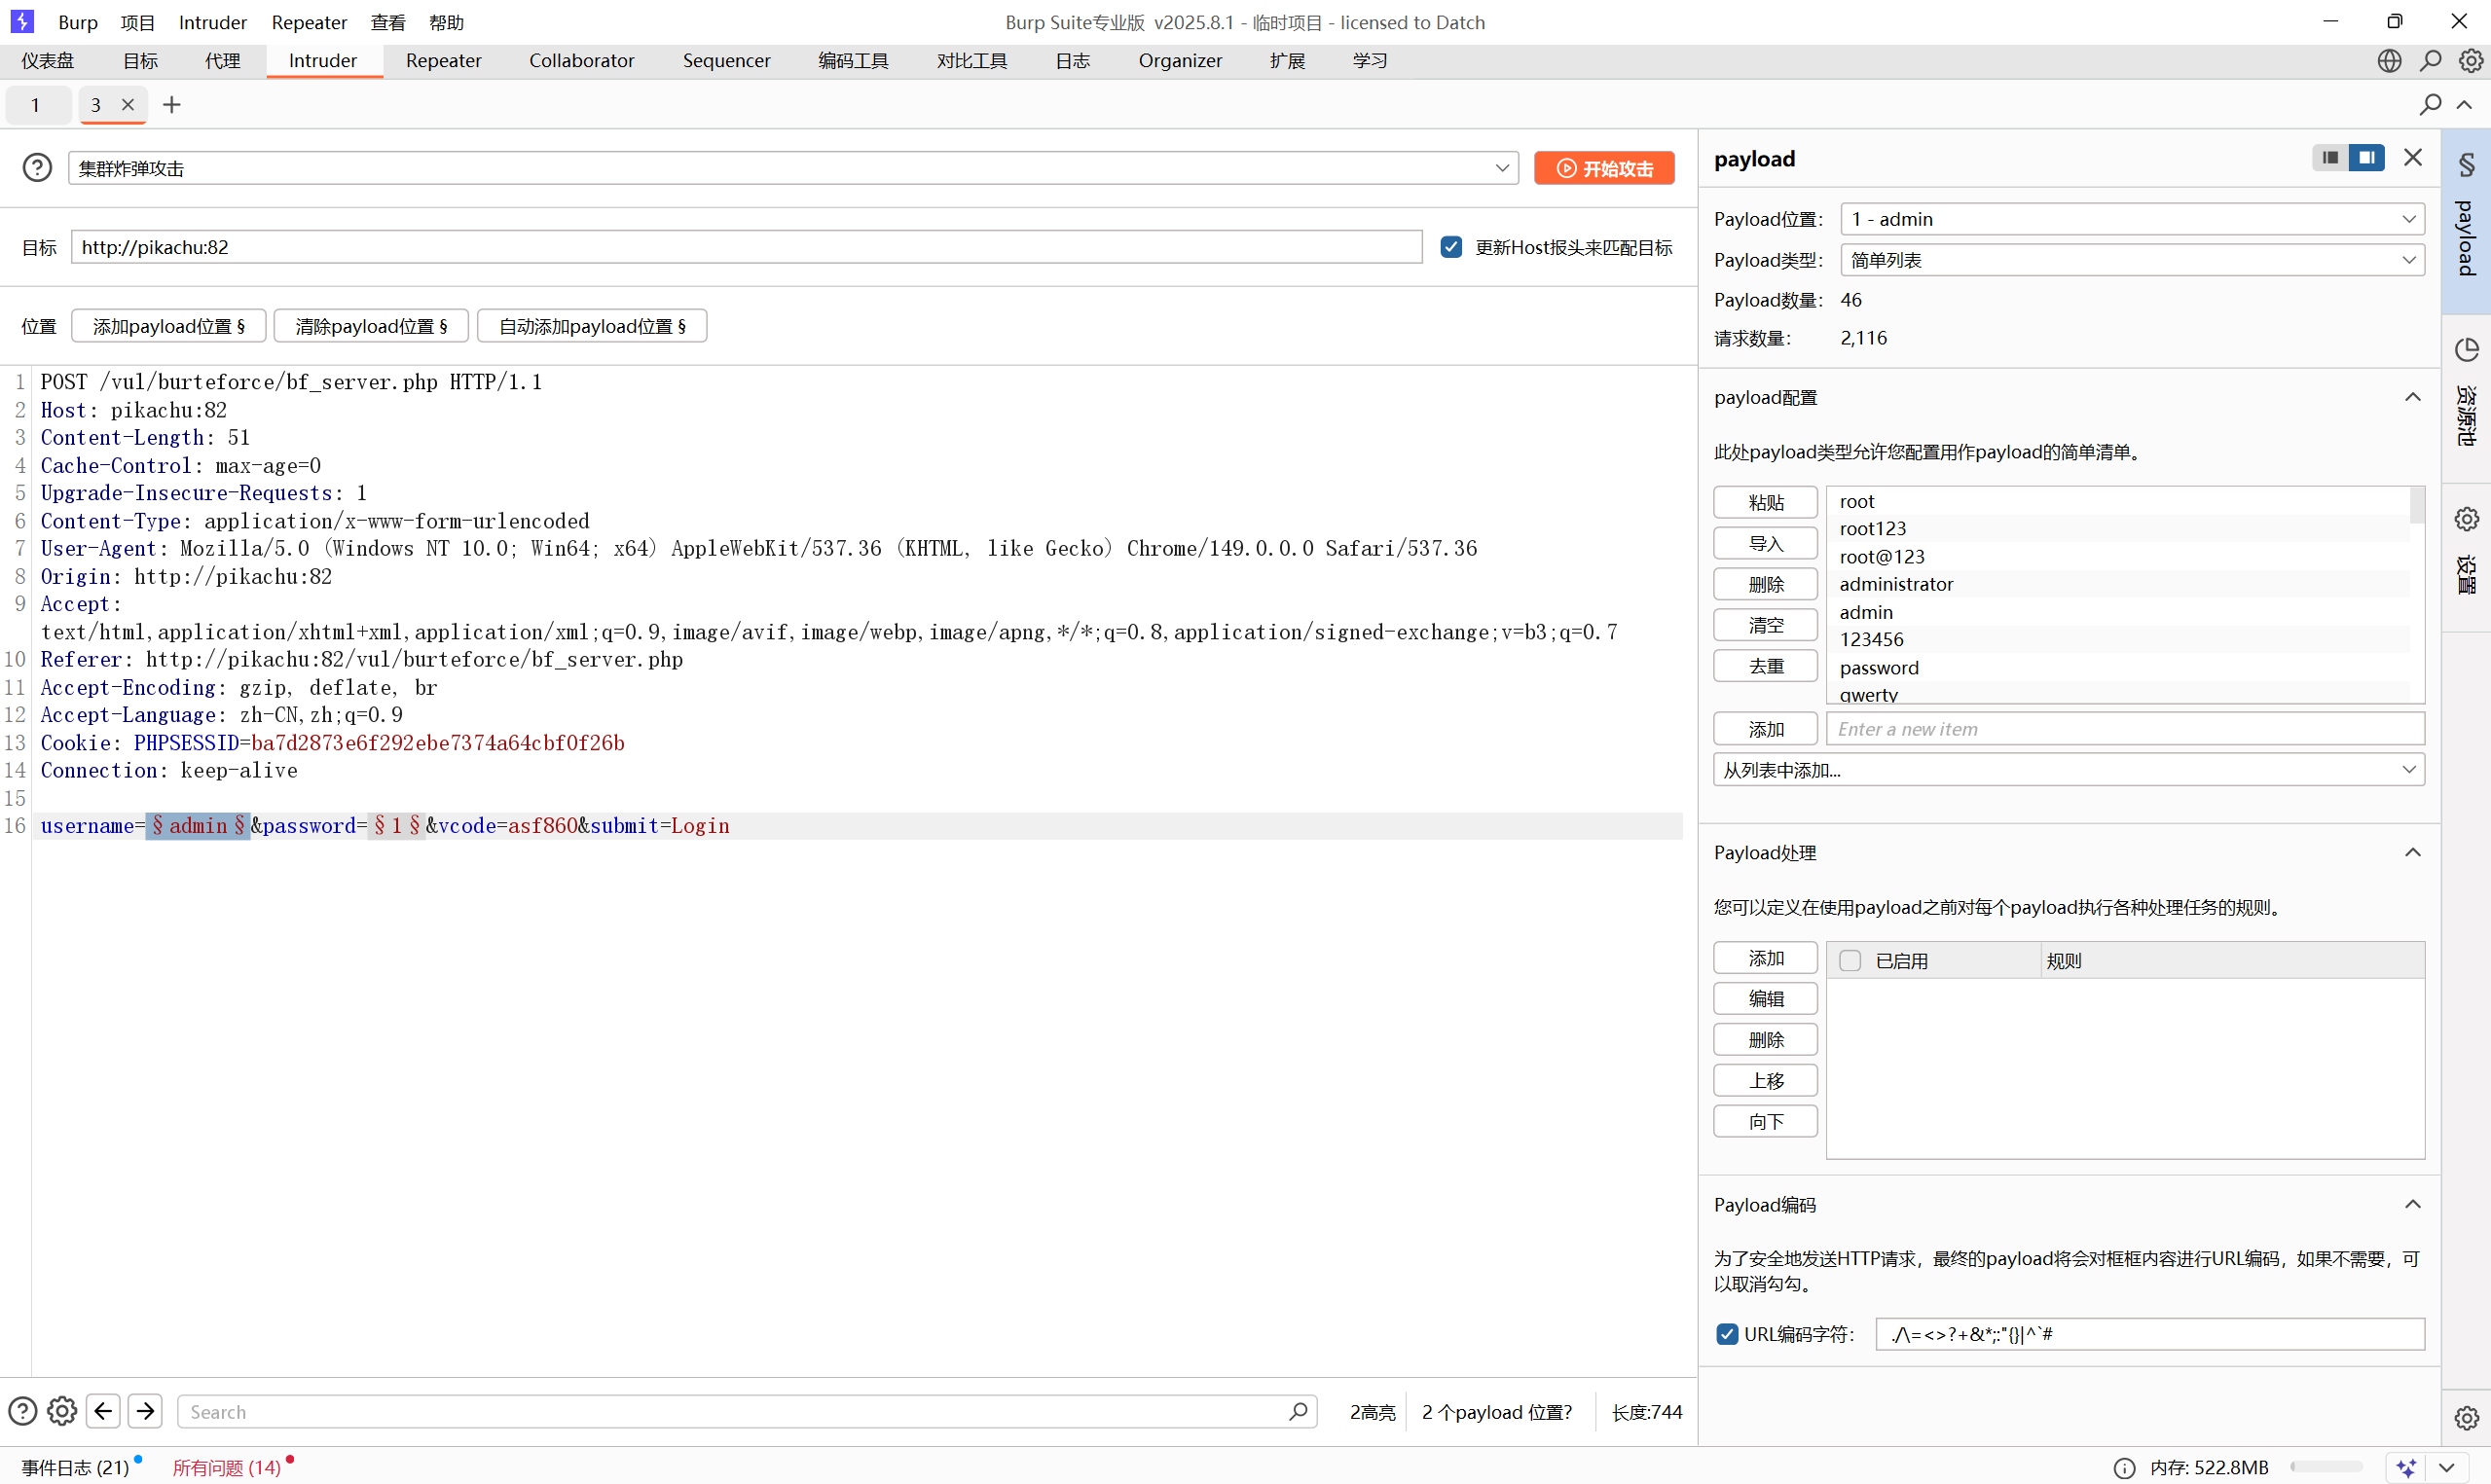 Burp 项目 Intruder Repeater 查看 帮助 Burp Suite专业版 v2025.8.1 - 临时项目 - licensed to Datch
仪表盘 目标 代理 Intruder Repeater Collaborator Sequencer 编码工具 对比工具 日志 Organizer 扩展 学习
1 3
集群炸弹攻击 开始攻击
目标 http://pikachu:82 更新Host报头来匹配目标
位置 添加payload位置 § 清除payload位置 § 自动添加payload位置 §
1 POST /vul/burteforce/bf_server.php HTTP/1.1
2 Host: pikachu:82
3 Content-Length: 51
4 Cache-Control: max-age=0
5 Upgrade-Insecure-Requests: 1
6 Content-Type: application/x-www-form-urlencoded
7 User-Agent: Mozilla/5.0 (Windows NT 10.0; Win64; x64) AppleWebKit/537.36 (KHTML, like Gecko) Chrome/149.0.0.0 Safari/537.36
8 Origin: http://pikachu:82
9 Accept:
text/html,application/xhtml+xml,application/xml;q=0.9,image/avif,image/webp,image/apng,*/*;q=0.8,application/signed-exchange;v=b3;q=0.7
10 Referer: http://pikachu:82/vul/burteforce/bf_server.php
11 Accept-Encoding: gzip, deflate, br
12 Accept-Language: zh-CN,zh;q=0.9
13 Cookie: PHPSESSID=ba7d2873e6f292ebe7374a64cbf0f26b
14 Connection: keep-alive
15
16 username=§admin§&password=§1§&vcode=asf860&submit=Login
Search 2高亮 2 个payload 位置? 长度:744
payload
Payload位置: 1 - admin
Payload类型: 简单列表
Payload数量: 46
请求数量: 2,116
payload配置
此处payload类型允许您配置用作payload的简单清单。
粘贴
导入
删除
清空
去重
root
root123
root@123
administrator
admin
123456
password
qwerty
添加 Enter a new item
从列表中添加...
Payload处理
您可以定义在使用payload之前对每个payload执行各种处理任务的规则。
添加
编辑
删除
上移
向下
已启用 规则
Payload编码
为了安全地发送HTTP请求，最终的payload将会对框框内容进行URL编码，如果不需要，可
以取消勾勾。
URL编码字符: ./\=<>?+&*;:"{}|^`#
§ payload
资源池
设置
事件日志 (21) 所有问题 (14) 内存: 522.8MB